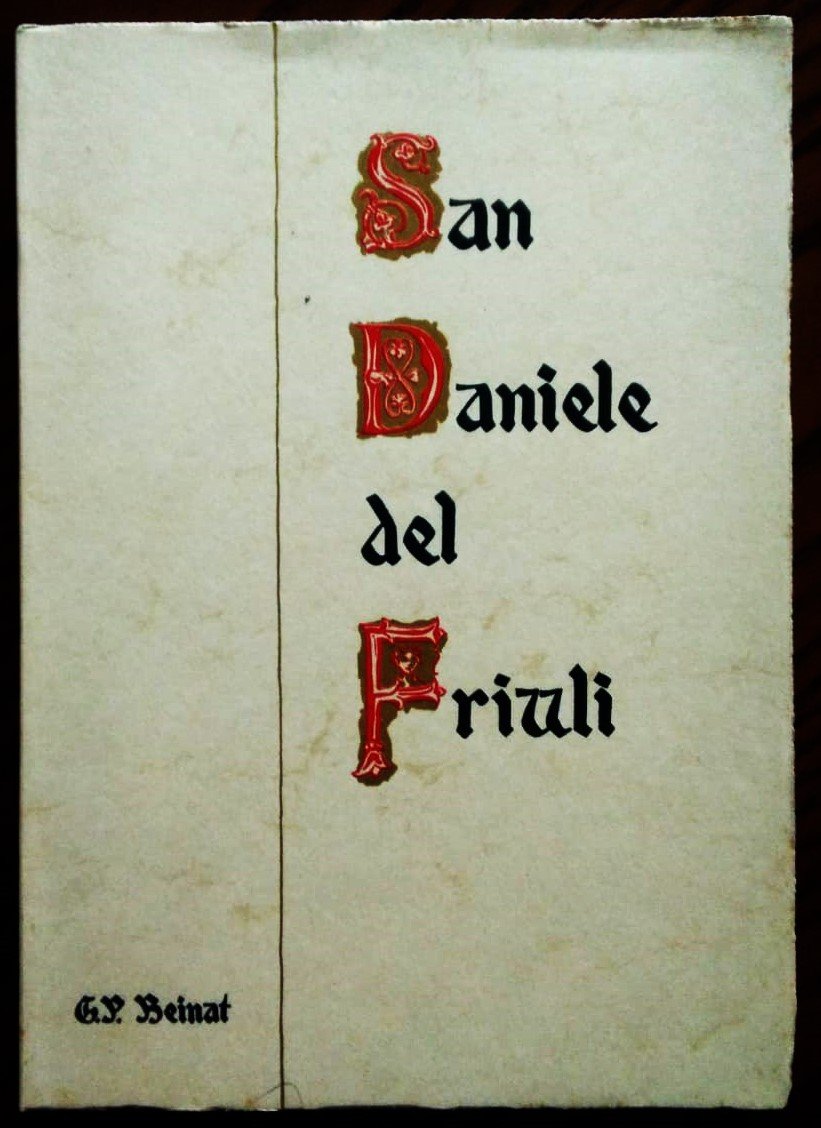 San
Daniele
del
Friuli
G.P. Beinat